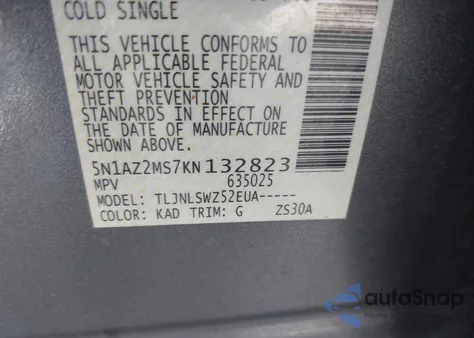 COLD SINGLE
THIS VEHICLE CONFORMS TO
ALL APPLICABLE FEDERAL
MOTOR VEHICLE SAFETY AND
THEFT PREVENTION
STANDARDS IN EFFECT ON
THE DATE OF MANUFACTURE
SHOWN ABOVE.
5N1AZ2MS7KN132823
MPV 635025
MODEL: TLJNLSWZ52EUA-----
COLOR: KAD TRIM: G ZS30A
autoSnap